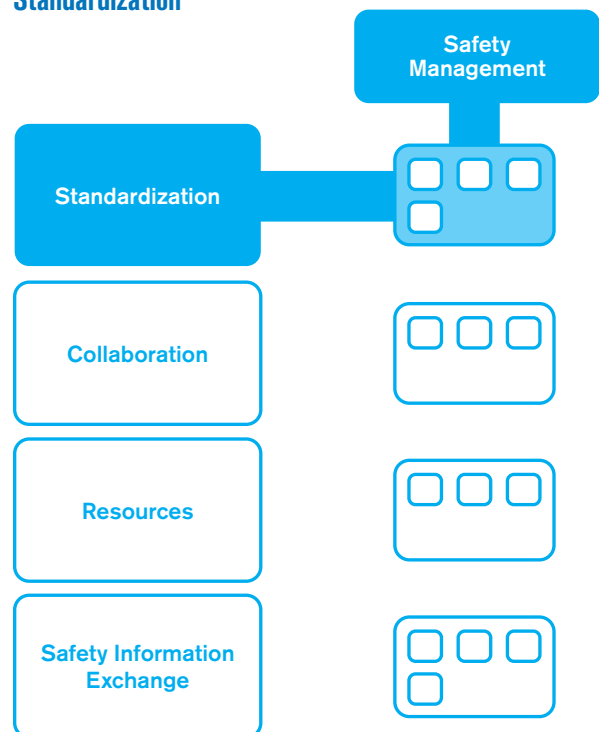 Standardization
Safety
Management
Standardization
Collaboration
Resources
Safety Information
Exchange